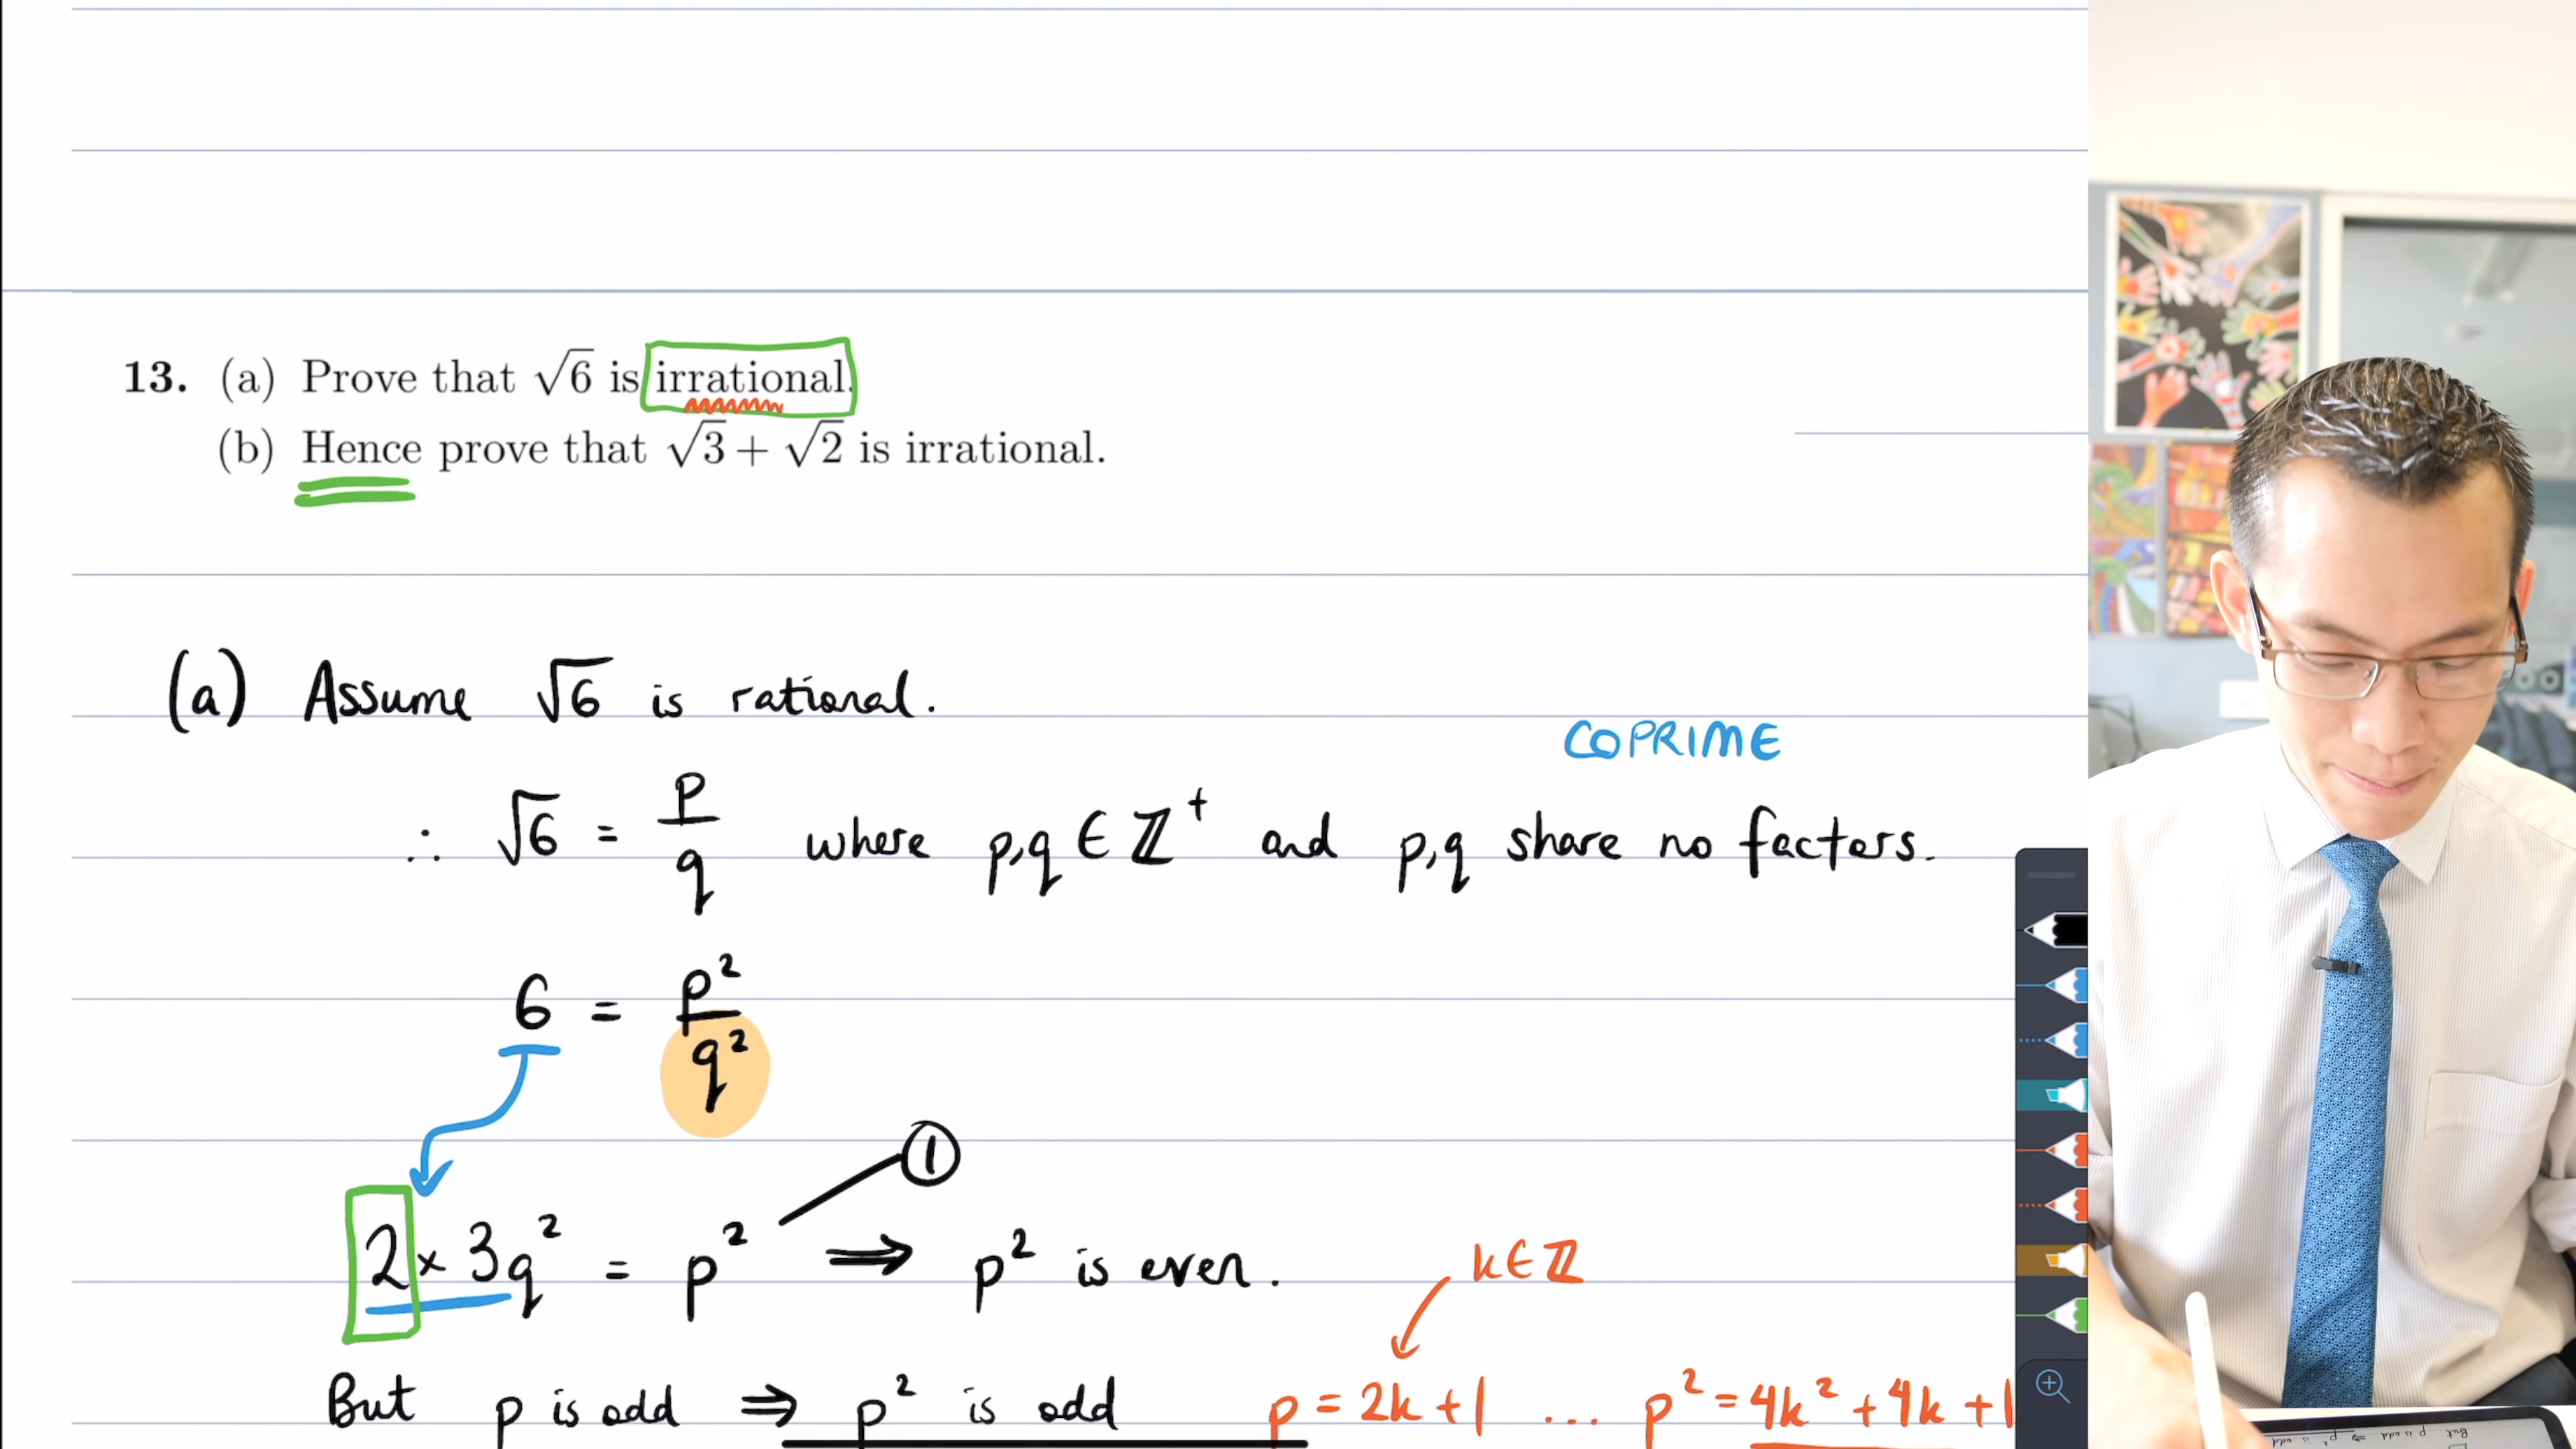 13. (a) Prove that √6 is irrational.
(b) Hence prove that √3 + √2 is irrational.
(a) Assume √6 is rational.
COPRIME
∴ √6 = p/q where p,q ∈ ℤ⁺ and p,q share no factors.
6 = p²/q²
①
2 × 3q² = p² ⟹ p² is even.
k ∈ ℤ
But p is odd ⇒ p² is odd p = 2k + 1 ... p² = 4k² + 4k + 1